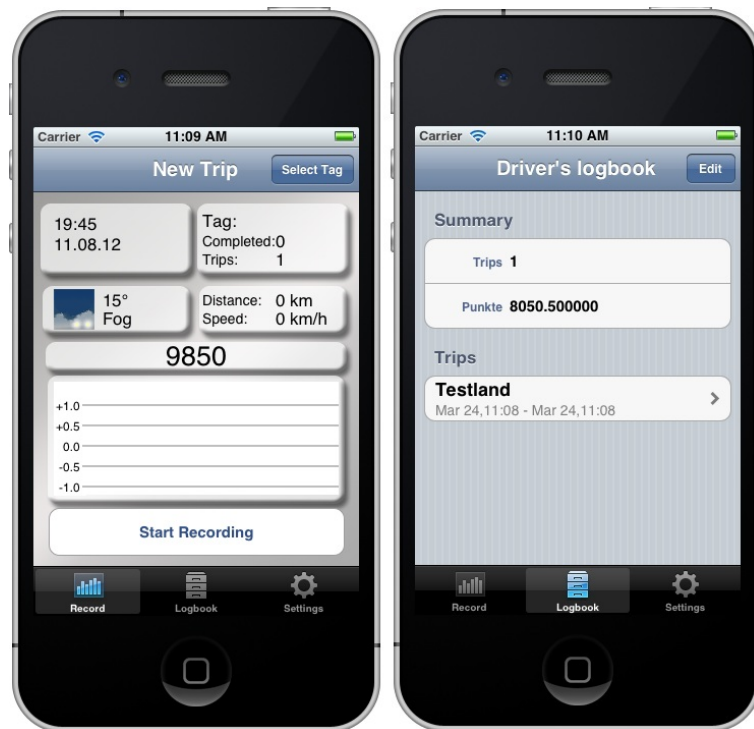 Carrier 11:09 AM
New Trip Select Tag
19:45
11.08.12
Tag:
Completed:0
Trips: 1
15°
Fog
Distance: 0 km
Speed: 0 km/h
9850
+1.0
+0.5
0.0
-0.5
-1.0
Start Recording
Record Logbook Settings
Carrier 11:10 AM
Driver's logbook Edit
Summary
Trips 1
Punkte 8050.500000
Trips
Testland
Mar 24,11:08 - Mar 24,11:08
Record Logbook Settings